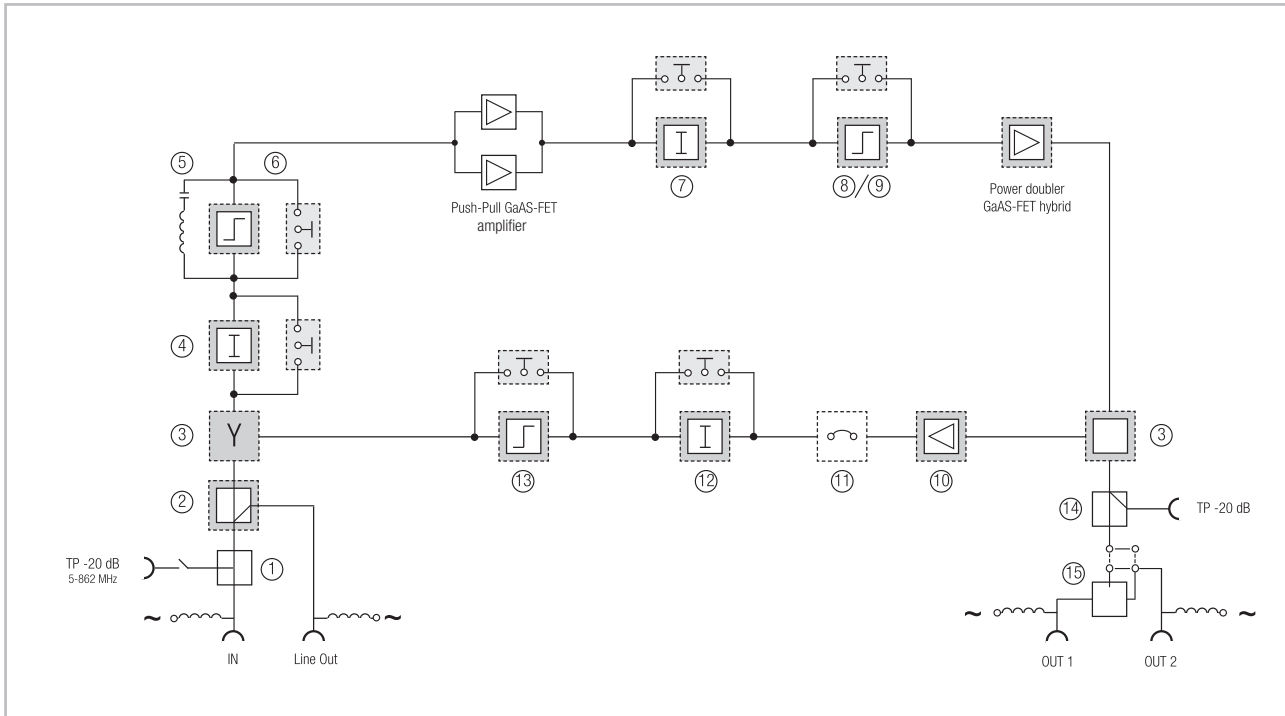 ⑤
⑥
⑦
⑧/⑨
Push-Pull GaAS-FET
amplifier
Power doubler
GaAS-FET hybrid
④
③
Y
③
⑬
⑫
⑪
⑩
②
⑭
TP -20 dB
TP -20 dB
5-862 MHz
①
⑮
~
~
~
~
IN
Line Out
OUT 1
OUT 2